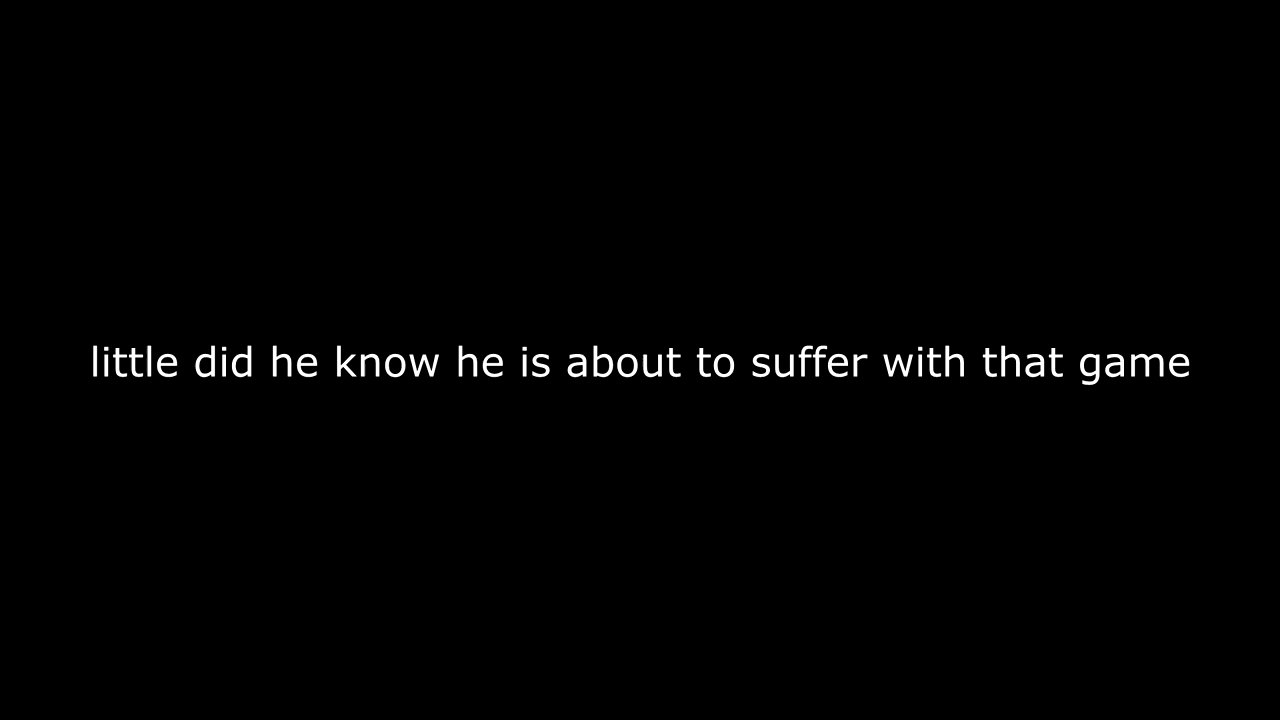 little did he know he is about to suffer with that game